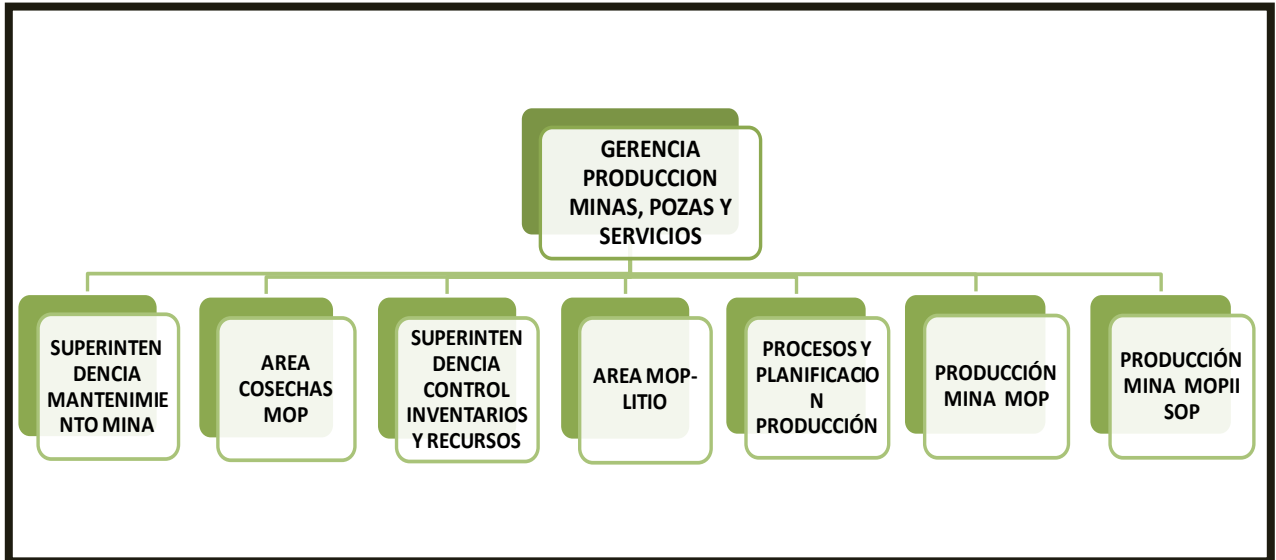 GERENCIA
PRODUCCION
MINAS, POZAS Y
SERVICIOS
SUPERINTEN
DENCIA
MANTENIMIE
NTO MINA
AREA
COSECHAS
MOP
SUPERINTEN
DENCIA
CONTROL
INVENTARIOS
Y RECURSOS
AREA MOP-
LITIO
PROCESOS Y
PLANIFICACIO
N
PRODUCCIÓN
PRODUCCIÓN
MINA MOP
PRODUCCIÓN
MINA MOPII
SOP